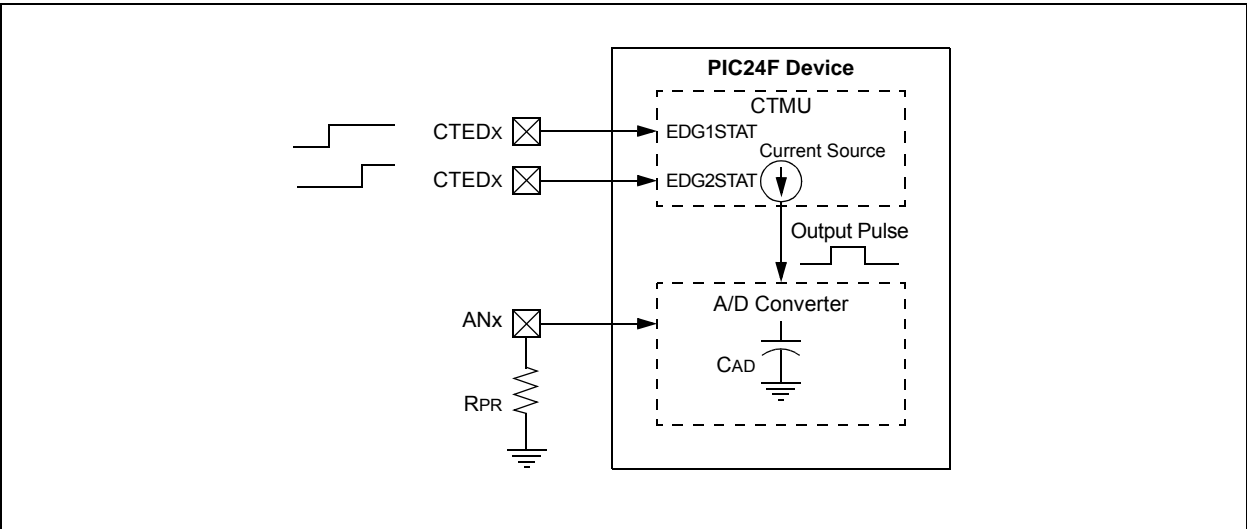 PIC24F Device
CTMU
CTEDx
EDG1STAT
Current Source
CTEDx
EDG2STAT
Output Pulse
A/D Converter
ANx
CAD
RPR